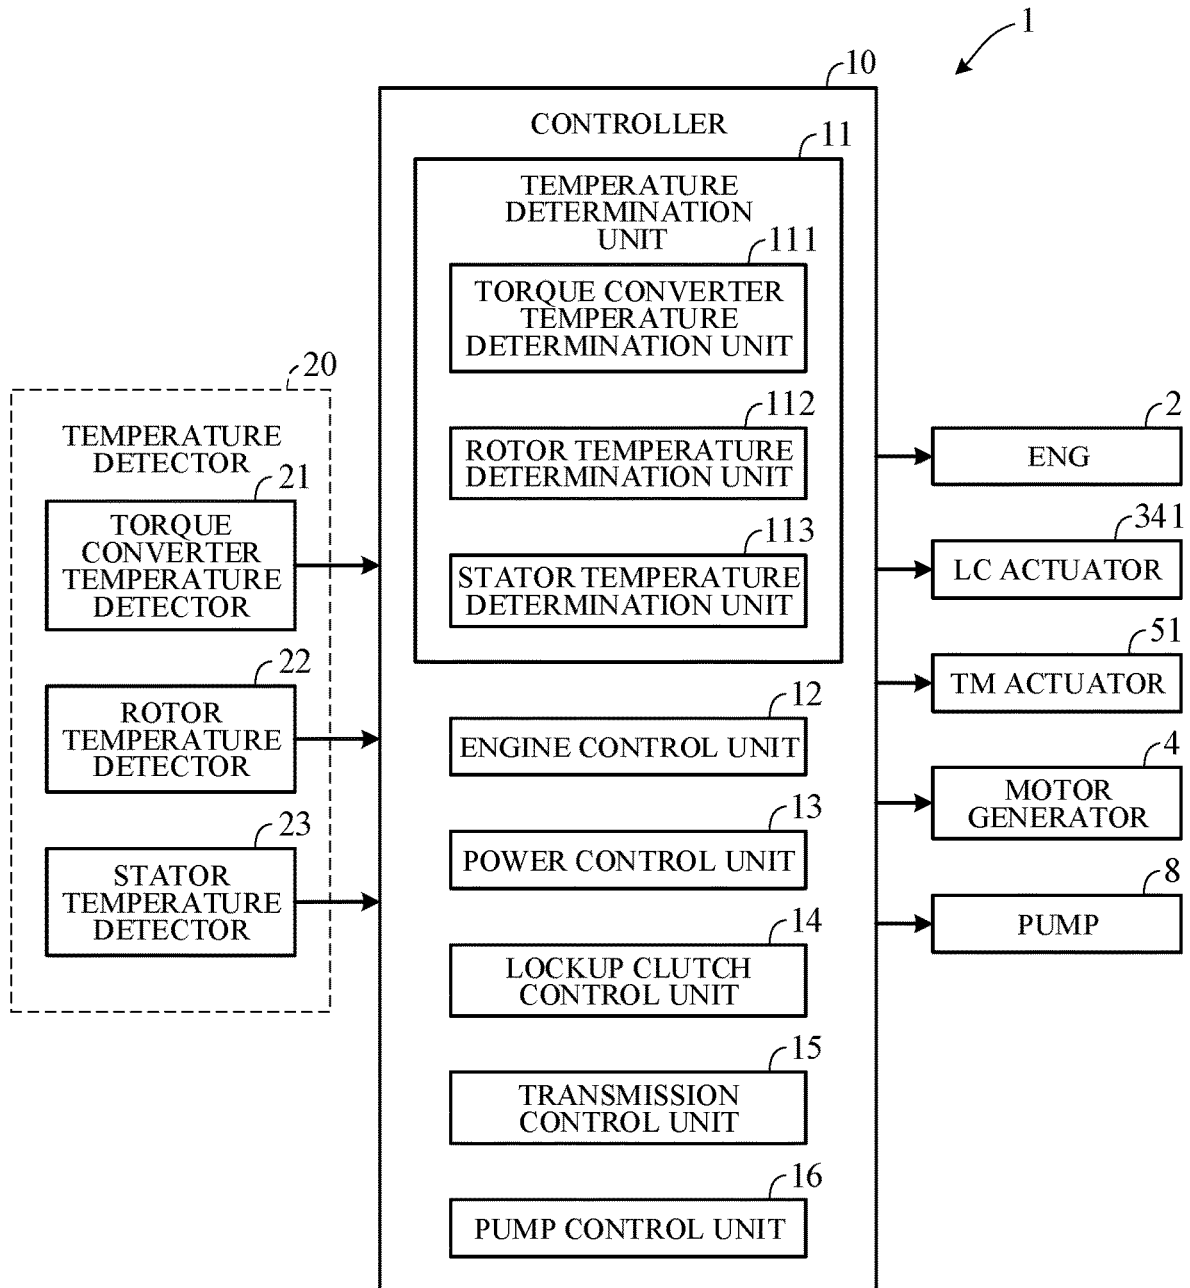 1
10
CONTROLLER
11
TEMPERATURE
DETERMINATION
UNIT
111
TORQUE CONVERTER
TEMPERATURE
DETERMINATION UNIT
112
ROTOR TEMPERATURE
DETERMINATION UNIT
113
STATOR TEMPERATURE
DETERMINATION UNIT
12
ENGINE CONTROL UNIT
13
POWER CONTROL UNIT
14
LOCKUP CLUTCH
CONTROL UNIT
15
TRANSMISSION
CONTROL UNIT
16
PUMP CONTROL UNIT
20
TEMPERATURE
DETECTOR
21
TORQUE
CONVERTER
TEMPERATURE
DETECTOR
22
ROTOR
TEMPERATURE
DETECTOR
23
STATOR
TEMPERATURE
DETECTOR
2
ENG
341
LC ACTUATOR
51
TM ACTUATOR
4
MOTOR
GENERATOR
8
PUMP